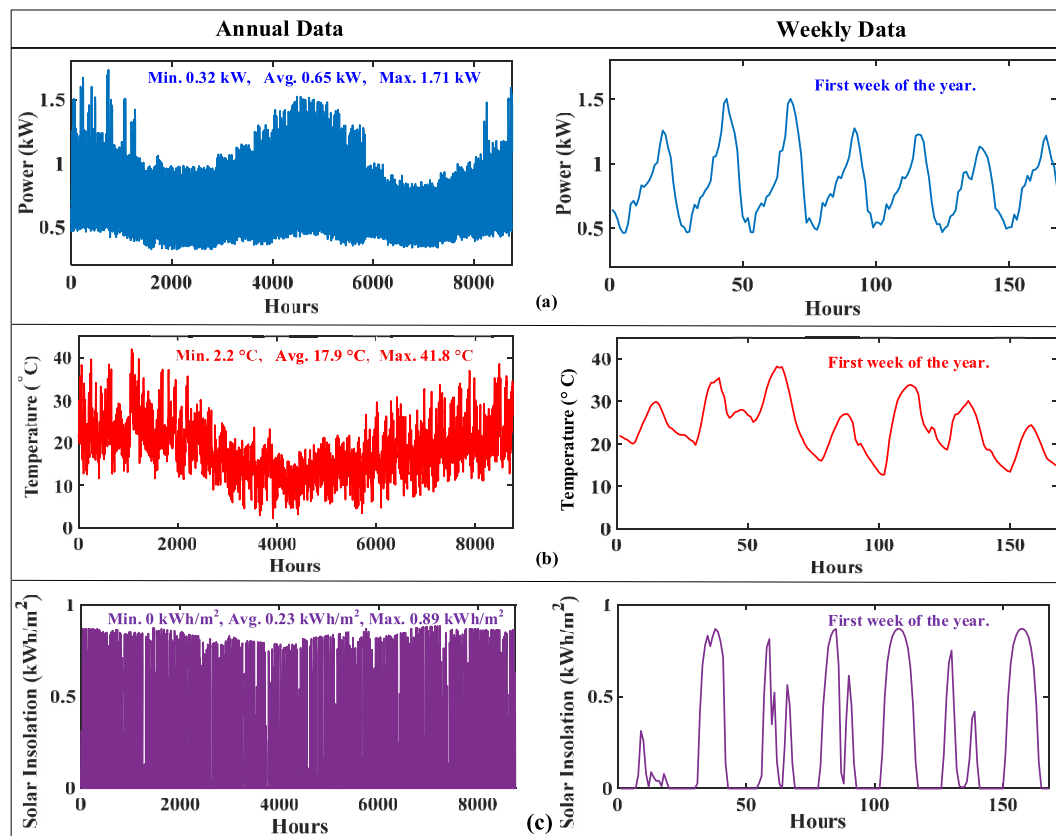 Annual Data
Weekly Data
Min. 0.32 kW, Avg. 0.65 kW, Max. 1.71 kW
Power (kW)
1.5
1
0.5
0 2000 4000 6000 8000
Hours
First week of the year.
Power (kW)
1.5
1
0.5
0 50 100 150
Hours
(a)
Min. 2.2 °C, Avg. 17.9 °C, Max. 41.8 °C
Temperature (°C)
40
30
20
10
0
0 2000 4000 6000 8000
Hours
First week of the year.
Temperature (° C)
40
30
20
10
0
0 50 100 150
Hours
(b)
Min. 0 kWh/m², Avg. 0.23 kWh/m², Max. 0.89 kWh/m²
Solar Insolation (kWh/m²)
1
0.5
0
0 2000 4000 6000 8000
Hours
First week of the year.
Solar Insolation (kWh/m²)
1
0.5
0
0 50 100 150
Hours
(c)